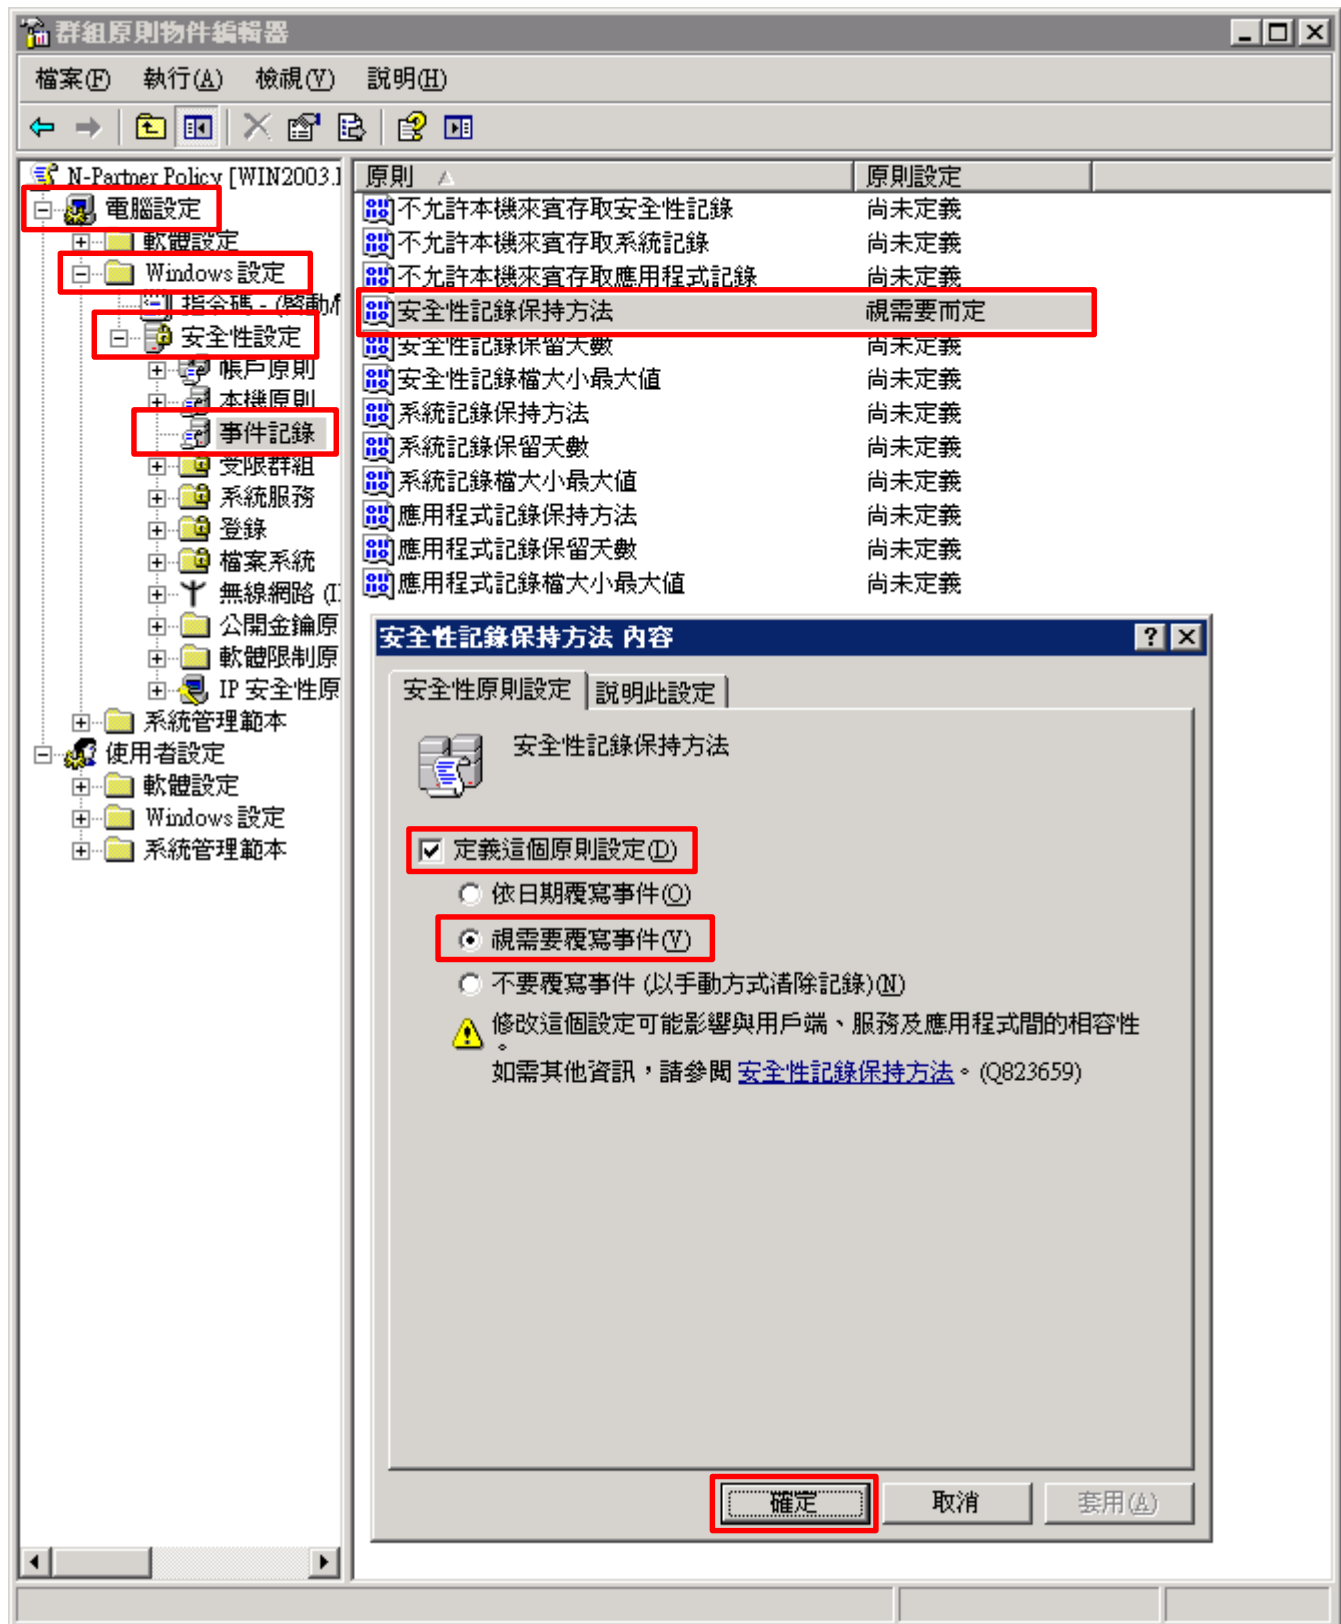 群組原則物件編輯器
檔案(F) 執行(A) 檢視(V) 說明(H)
N-Partner Policy [WIN2003.
電腦設定
軟體設定
Windows 設定
指令碼 - (啟動/
安全性設定
帳戶原則
本機原則
事件記錄
受限群組
系統服務
登錄
檔案系統
無線網路 (I
公開金鑰原
軟體限制原
IP 安全性原
系統管理範本
使用者設定
軟體設定
Windows 設定
系統管理範本
原則 原則設定
不允許本機來賓存取安全性記錄 尚未定義
不允許本機來賓存取系統記錄 尚未定義
不允許本機來賓存取應用程式記錄 尚未定義
安全性記錄保持方法 視需要而定
安全性記錄保留天數 尚未定義
安全性記錄檔大小最大值 尚未定義
系統記錄保持方法 尚未定義
系統記錄保留天數 尚未定義
系統記錄檔大小最大值 尚未定義
應用程式記錄保持方法 尚未定義
應用程式記錄保留天數 尚未定義
應用程式記錄檔大小最大值 尚未定義
安全性記錄保持方法 內容
安全性原則設定 說明此設定
安全性記錄保持方法
定義這個原則設定(D)
依日期覆寫事件(O)
視需要覆寫事件(V)
不要覆寫事件 (以手動方式清除記錄)(N)
修改這個設定可能影響與用戶端、服務及應用程式間的相容性
。
如需其他資訊，請參閱 安全性記錄保持方法。(Q823659)
確定 取消 套用(A)